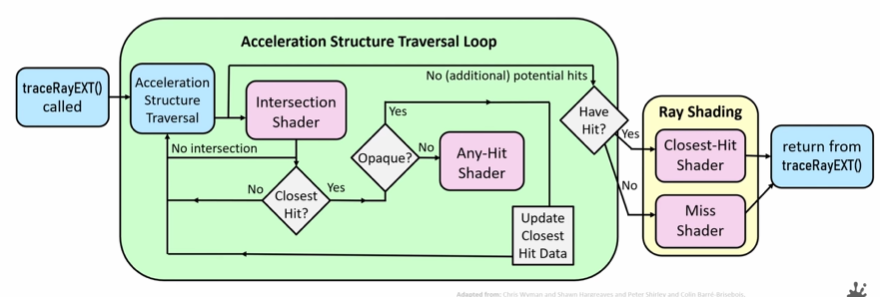 Acceleration Structure Traversal Loop
traceRayEXT()
called
Acceleration
Structure
Traversal
No (additional) potential hits
Intersection
Shader
No intersection
Yes
Opaque?
No
Any-Hit
Shader
No
Closest
Hit?
Yes
Update
Closest
Hit Data
Have
Hit?
Yes
No
Ray Shading
Closest-Hit
Shader
Miss
Shader
return from
traceRayEXT()
Adapted from: Chris Wyman and Shawn Hargreaves and Peter Shirley and Colin Barré-Brisebois.